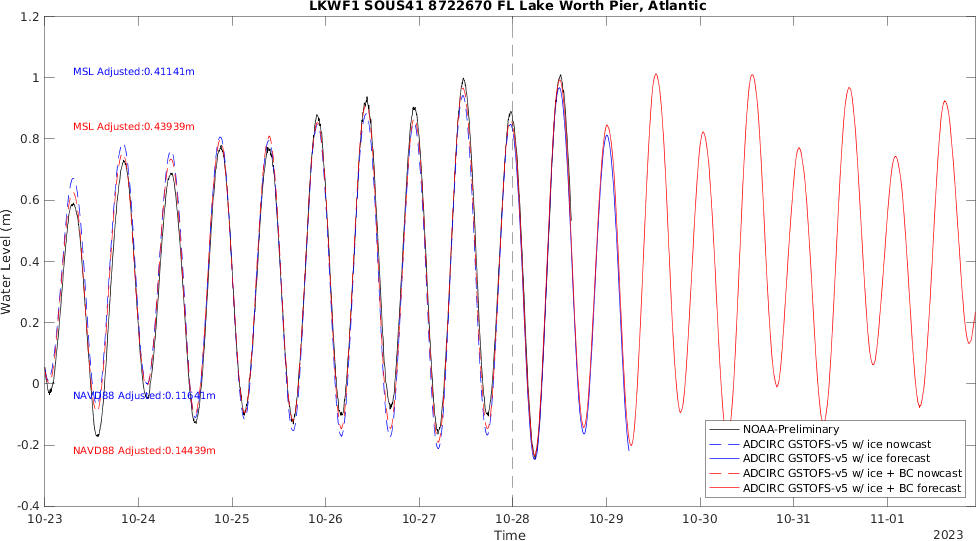 LKWF1 SOUS41 8722670 FL Lake Worth Pier, Atlantic
1.2
1
0.8
0.6
0.4
0.2
0
-0.2
-0.4
Water Level (m)
MSL Adjusted:0.41141m
MSL Adjusted:0.43939m
NAVD88 Adjusted:0.11641m
NAVD88 Adjusted:0.14439m
NOAA-Preliminary
ADCIRC GSTOFS-v5 w/ ice nowcast
ADCIRC GSTOFS-v5 w/ ice forecast
ADCIRC GSTOFS-v5 w/ ice + BC nowcast
ADCIRC GSTOFS-v5 w/ ice + BC forecast
10-23 10-24 10-25 10-26 10-27 10-28 10-29 10-30 10-31 11-01
Time
2023